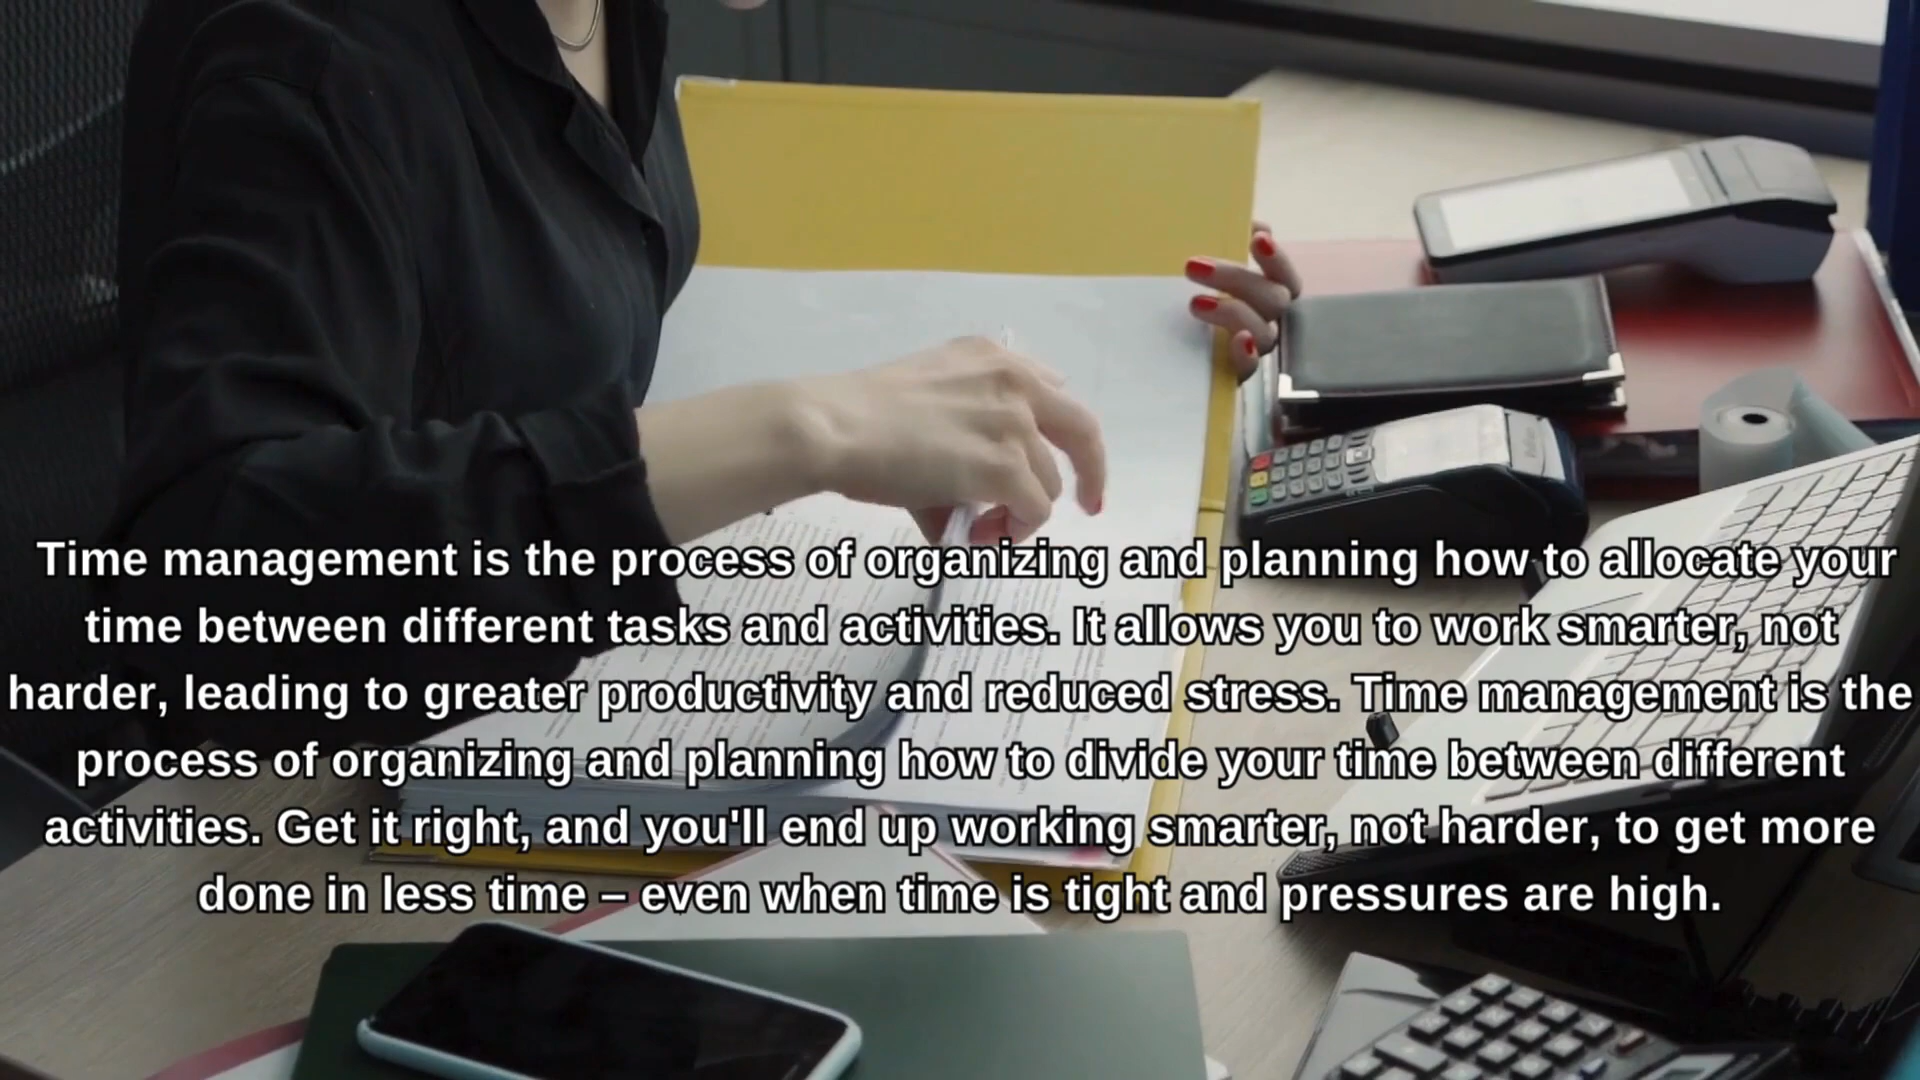 Time management is the process of organizing and planning how to allocate your
time between different tasks and activities. It allows you to work smarter, not
harder, leading to greater productivity and reduced stress. Time management is the
process of organizing and planning how to divide your time between different
activities. Get it right, and you'll end up working smarter, not harder, to get more
done in less time – even when time is tight and pressures are high.